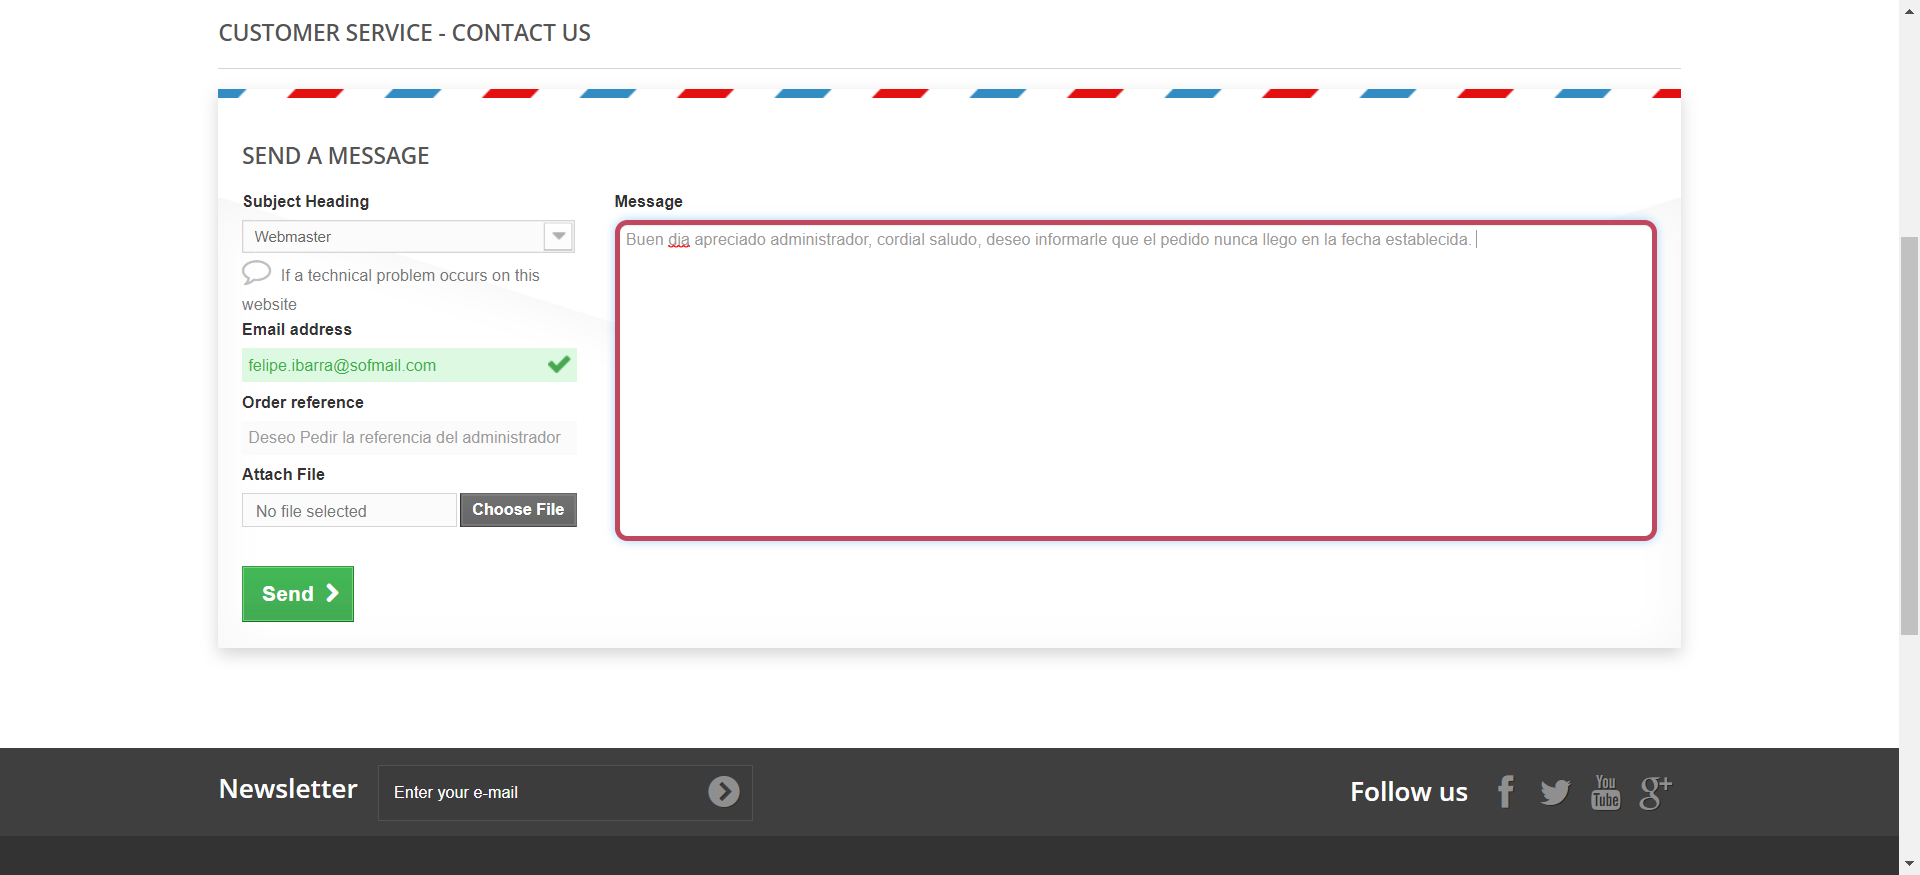 CUSTOMER SERVICE - CONTACT US
SEND A MESSAGE
Subject Heading
Webmaster
If a technical problem occurs on this
website
Email address
felipe.ibarra@sofmail.com
Order reference
Deseo Pedir la referencia del administrador
Attach File
No file selected
Choose File
Send
Message
Buen dia apreciado administrador, cordial saludo, deseo informarle que el pedido nunca llego en la fecha establecida.
Newsletter
Enter your e-mail
Follow us
You
Tube
g+